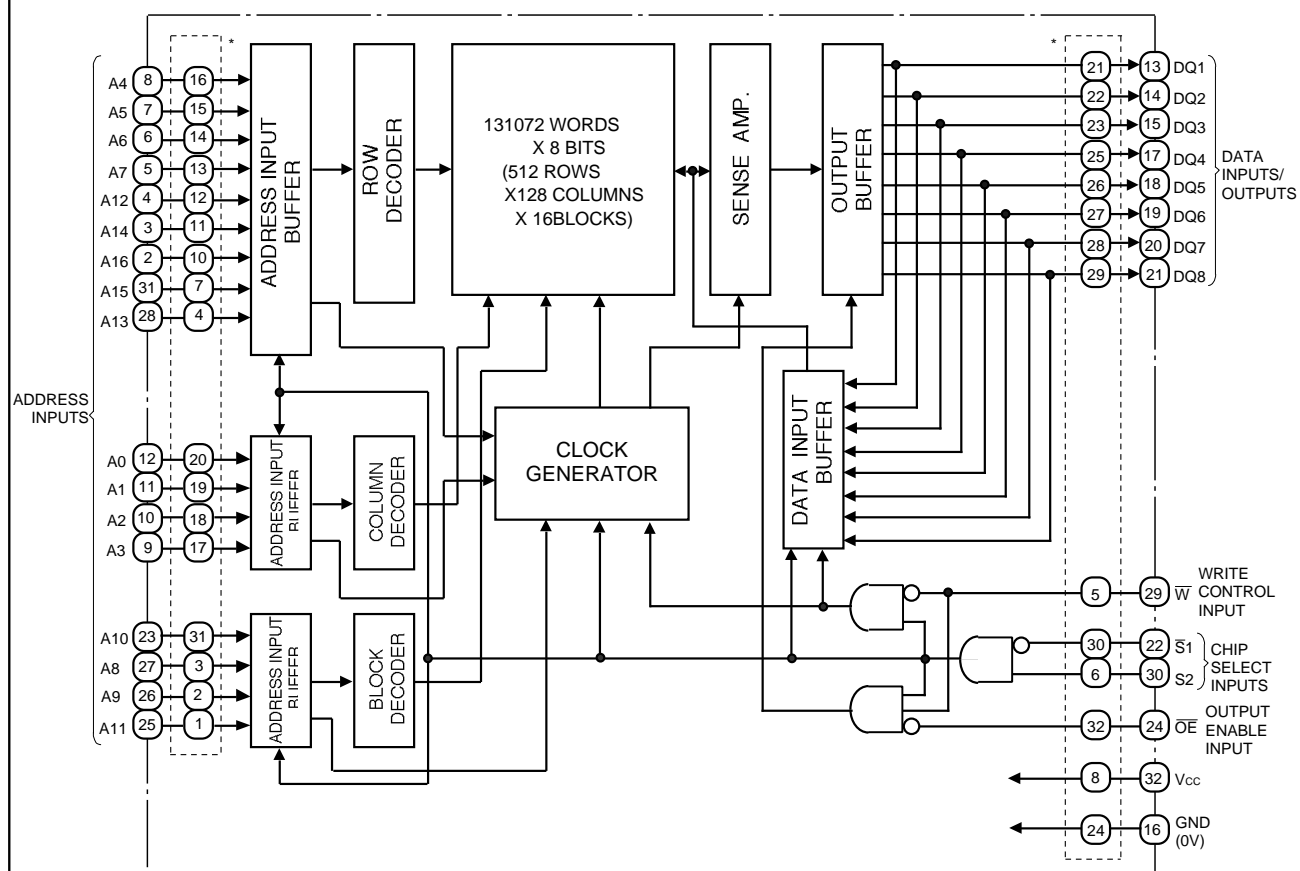 *
*
A4 8 16
A5 7 15
A6 6 14
A7 5 13
A12 4 12
A14 3 11
A16 2 10
A15 31 7
A13 28 4
ADDRESS
INPUTS
A0 12 20
A1 11 19
A2 10 18
A3 9 17
A10 23 31
A8 27 3
A9 26 2
A11 25 1
ADDRESS INPUT
BUFFER
ROW
DECODER
131072 WORDS
X 8 BITS
(512 ROWS
X128 COLUMNS
X 16BLOCKS)
SENSE AMP.
OUTPUT
BUFFER
21 13 DQ1
22 14 DQ2
23 15 DQ3
25 17 DQ4
26 18 DQ5
27 19 DQ6
28 20 DQ7
29 21 DQ8
DATA
INPUTS/
OUTPUTS
ADDRESS INPUT
COLUMN
DECODER
CLOCK
GENERATOR
DATA INPUT
BUFFER
ADDRESS INPUT
BLOCK
DECODER
5 29 W̅
WRITE
CONTROL
INPUT
30 22 S̅1
6 30 S2
CHIP
SELECT
INPUTS
32 24 O̅E̅
OUTPUT
ENABLE
INPUT
8 32 Vcc
24 16 GND
(0V)